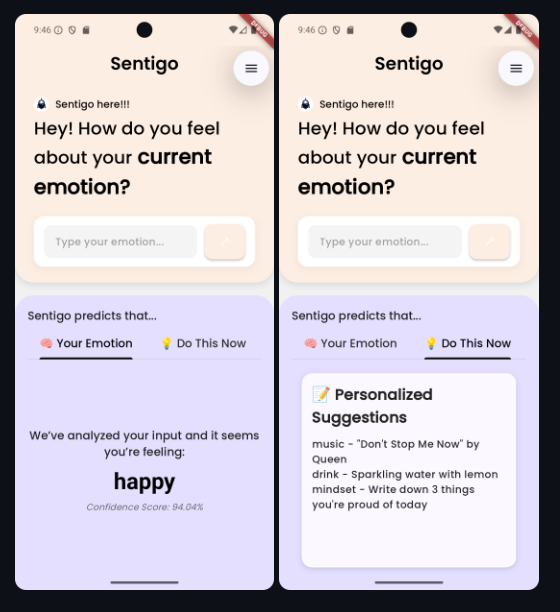 9:46
DEBUG
Sentigo
Sentigo here!!!
Hey! How do you feel
about your current
emotion?
Type your emotion...
Sentigo predicts that...
🧠 Your Emotion
💡 Do This Now
We've analyzed your input and it seems
you're feeling:
happy
Confidence Score: 94.04%
9:46
DEBUG
Sentigo
Sentigo here!!!
Hey! How do you feel
about your current
emotion?
Type your emotion...
Sentigo predicts that...
🧠 Your Emotion
💡 Do This Now
📝 Personalized
Suggestions
music - "Don't Stop Me Now" by
Queen
drink - Sparkling water with lemon
mindset - Write down 3 things
you're proud of today